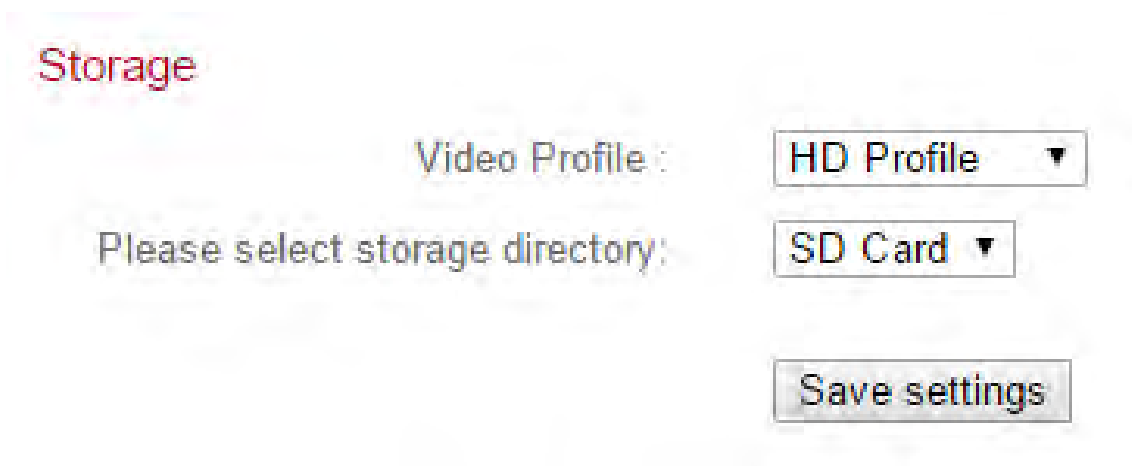 Storage
Video Profile : HD Profile
Please select storage directory: SD Card
Save settings